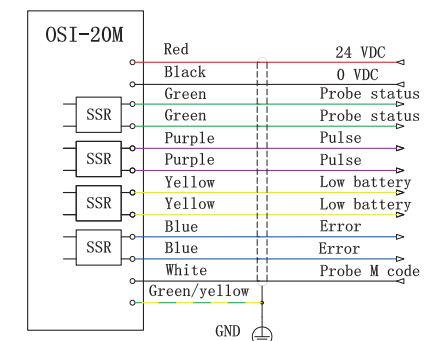 OSI-20M
Red 24 VDC
Black 0 VDC
Green Probe status
SSR
Green Probe status
Purple Pulse
SSR
Purple Pulse
Yellow Low battery
SSR
Yellow Low battery
Blue Error
SSR
Blue Error
White Probe M code
Green/yellow
GND